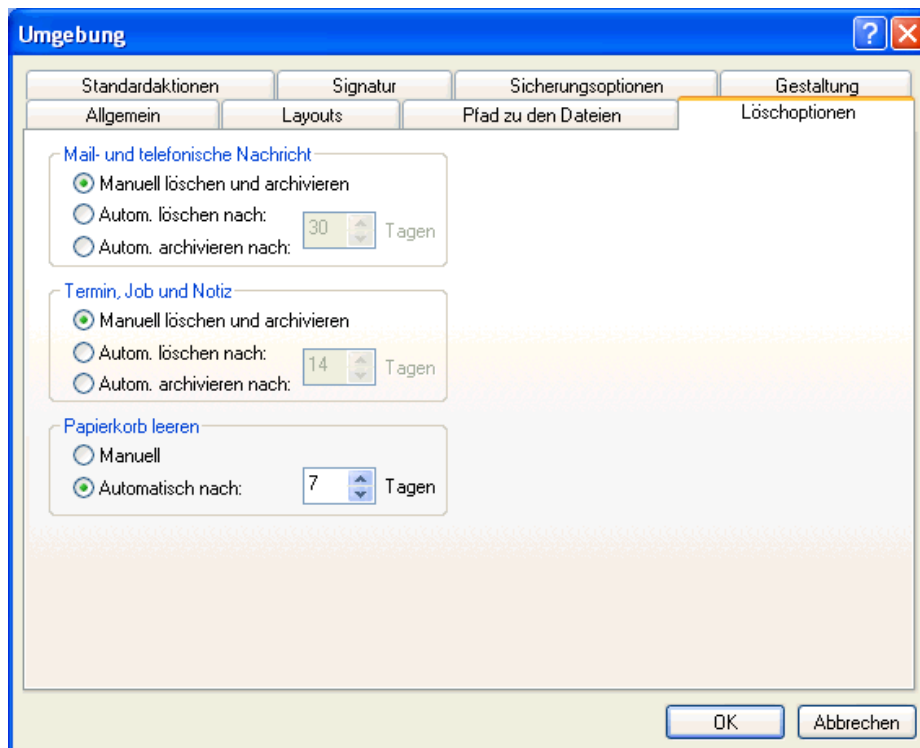 Umgebung
Standardaktionen Signatur Sicherungsoptionen Gestaltung
Allgemein Layouts Pfad zu den Dateien Löschoptionen
Mail- und telefonische Nachricht
Manuell löschen und archivieren
Autom. löschen nach:
30 Tagen
Autom. archivieren nach:
Termin, Job und Notiz
Manuell löschen und archivieren
Autom. löschen nach:
14 Tagen
Autom. archivieren nach:
Papierkorb leeren
Manuell
Automatisch nach: 7 Tagen
OK Abbrechen